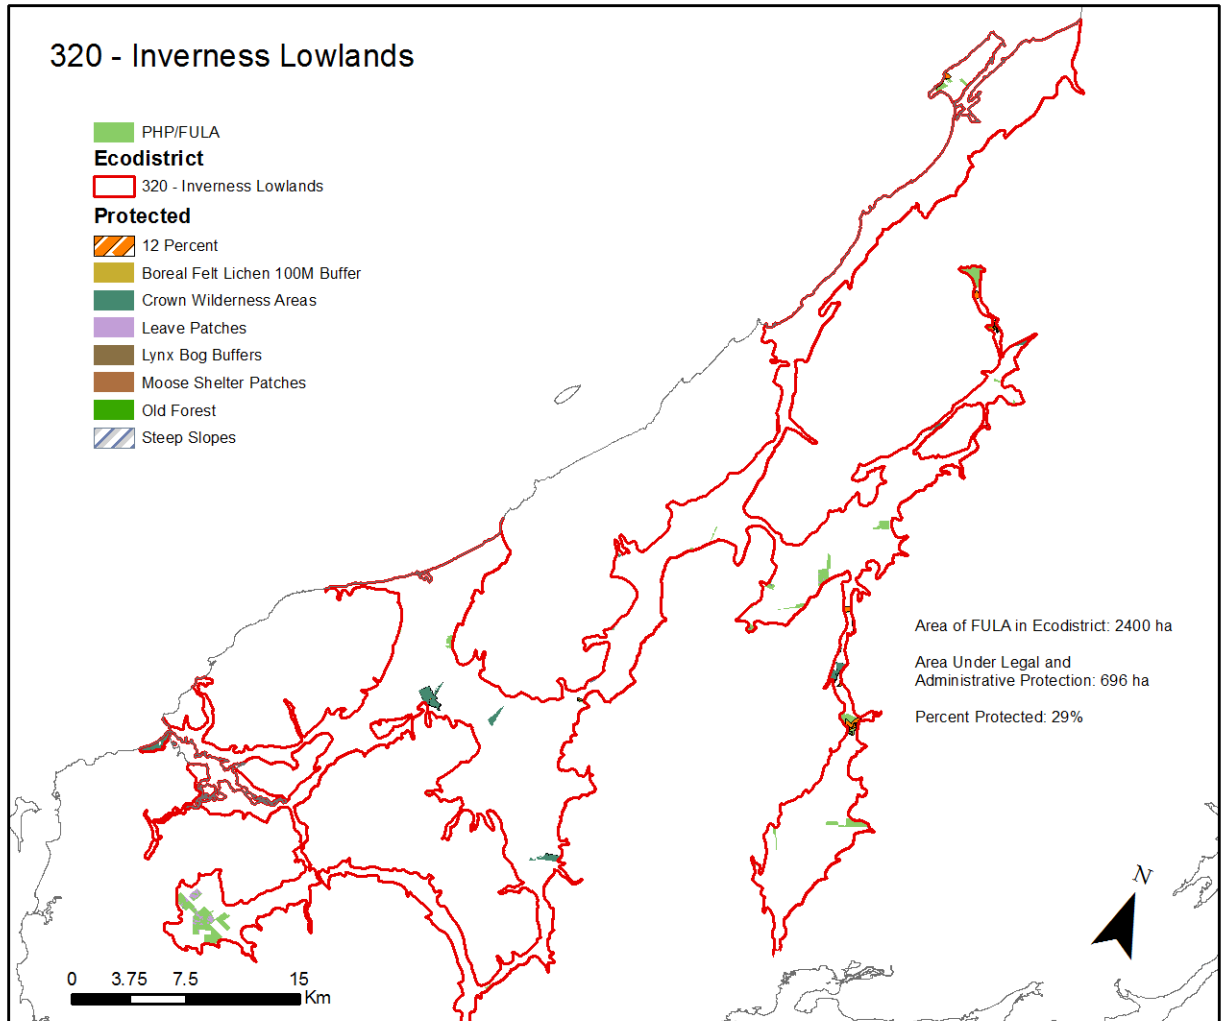 320 - Inverness Lowlands
PHP/FULA
Ecodistrict
320 - Inverness Lowlands
Protected
12 Percent
Boreal Felt Lichen 100M Buffer
Crown Wilderness Areas
Leave Patches
Lynx Bog Buffers
Moose Shelter Patches
Old Forest
Steep Slopes
Area of FULA in Ecodistrict: 2400 ha
Area Under Legal and
Administrative Protection: 696 ha
Percent Protected: 29%
N
0 3.75 7.5 15
Km